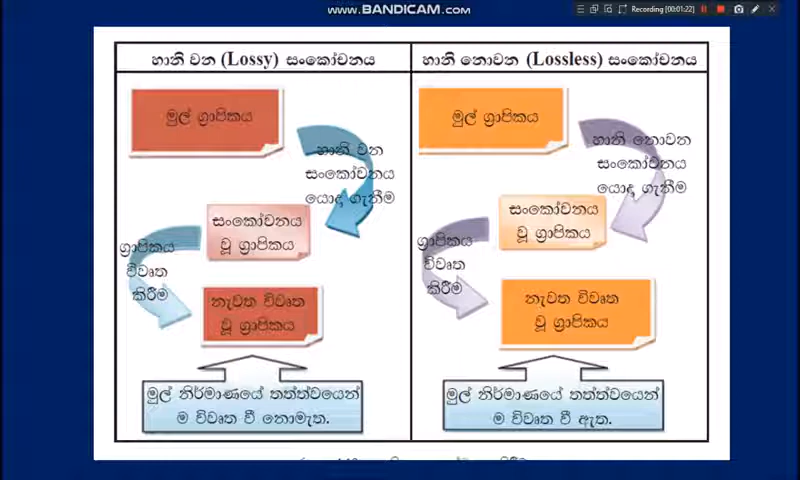 www.BANDICAM.com
Recording [00:01:22]
හානි වන (Lossy) සංකෝචනය
හානි නොවන (Lossless) සංකෝචනය
මුල් ග්‍රාපිකය
හානි වන
සංකෝචනය
යොදා ගැනීම
සංකෝචනය
වූ ග්‍රාපිකය
ග්‍රාපිකය
විවෘත
කිරීම
නැවත විවෘත
වූ ග්‍රාපිකය
මුල් නිර්මාණයේ තත්ත්වයෙන්
ම විවෘත වී නොමැත.
මුල් ග්‍රාපිකය
හානි නොවන
සංකෝචනය
යොදා ගැනීම
සංකෝචනය
වූ ග්‍රාපිකය
ග්‍රාපිකය
විවෘත
කිරීම
නැවත විවෘත
වූ ග්‍රාපිකය
මුල් නිර්මාණයේ තත්ත්වයෙන්
ම විවෘත වී ඇත.